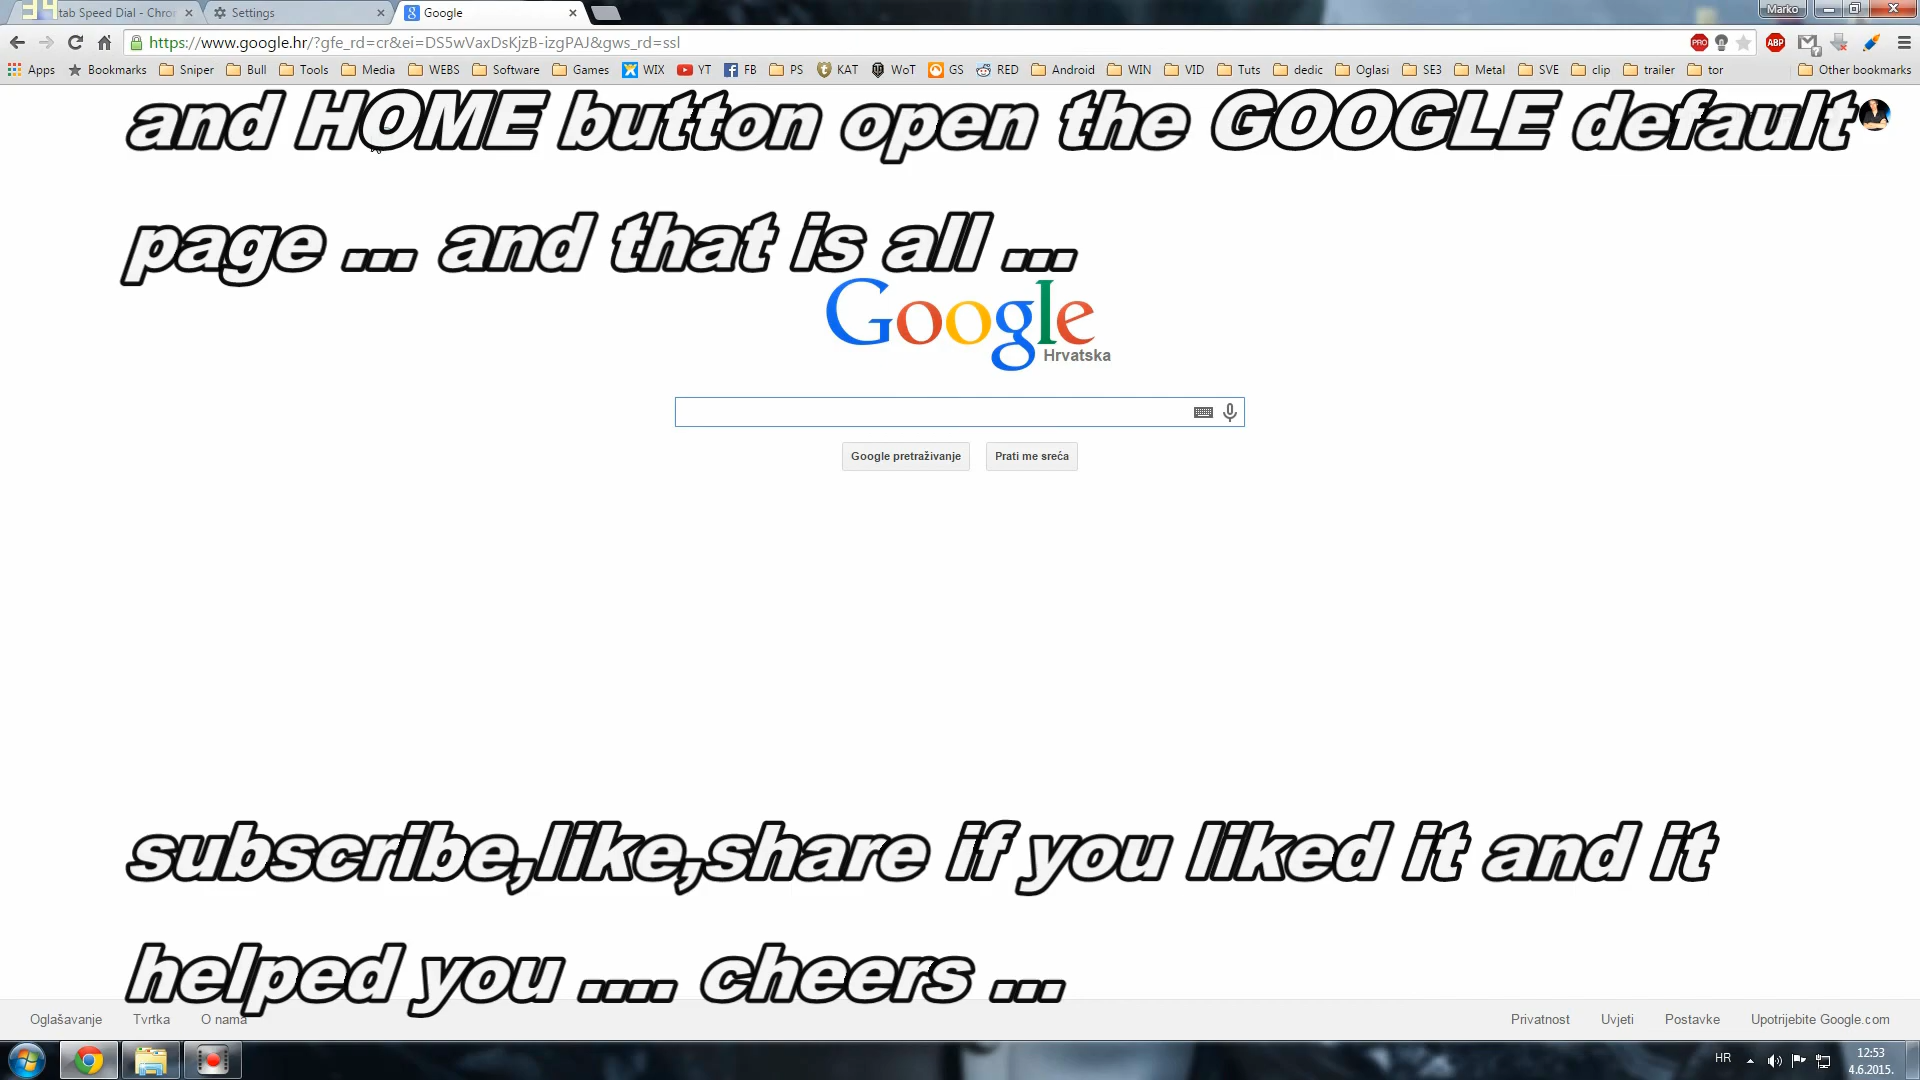 34 tab Speed Dial - Chro Settings Google Marko
https://www.google.hr/?gfe_rd=cr&ei=DS5wVaxDsKjzB-izgPAJ&gws_rd=ssl PRO ABP
Apps Bookmarks Sniper Bull Tools Media WEBS Software Games WIX YT FB PS KAT WoT GS RED Android WIN VID Tuts dedic Oglasi SE3 Metal SVE clip trailer tor Other bookmarks
and HOME button open the GOOGLE default
page ... and that is all ...
Google
Hrvatska
Google pretraživanje Prati me sreća
subscribe,like,share if you liked it and it
helped you .... cheers ...
Oglašavanje Tvrtka O nama Privatnost Uvjeti Postavke Upotrijebite Google.com
HR 12:53
4.6.2015.